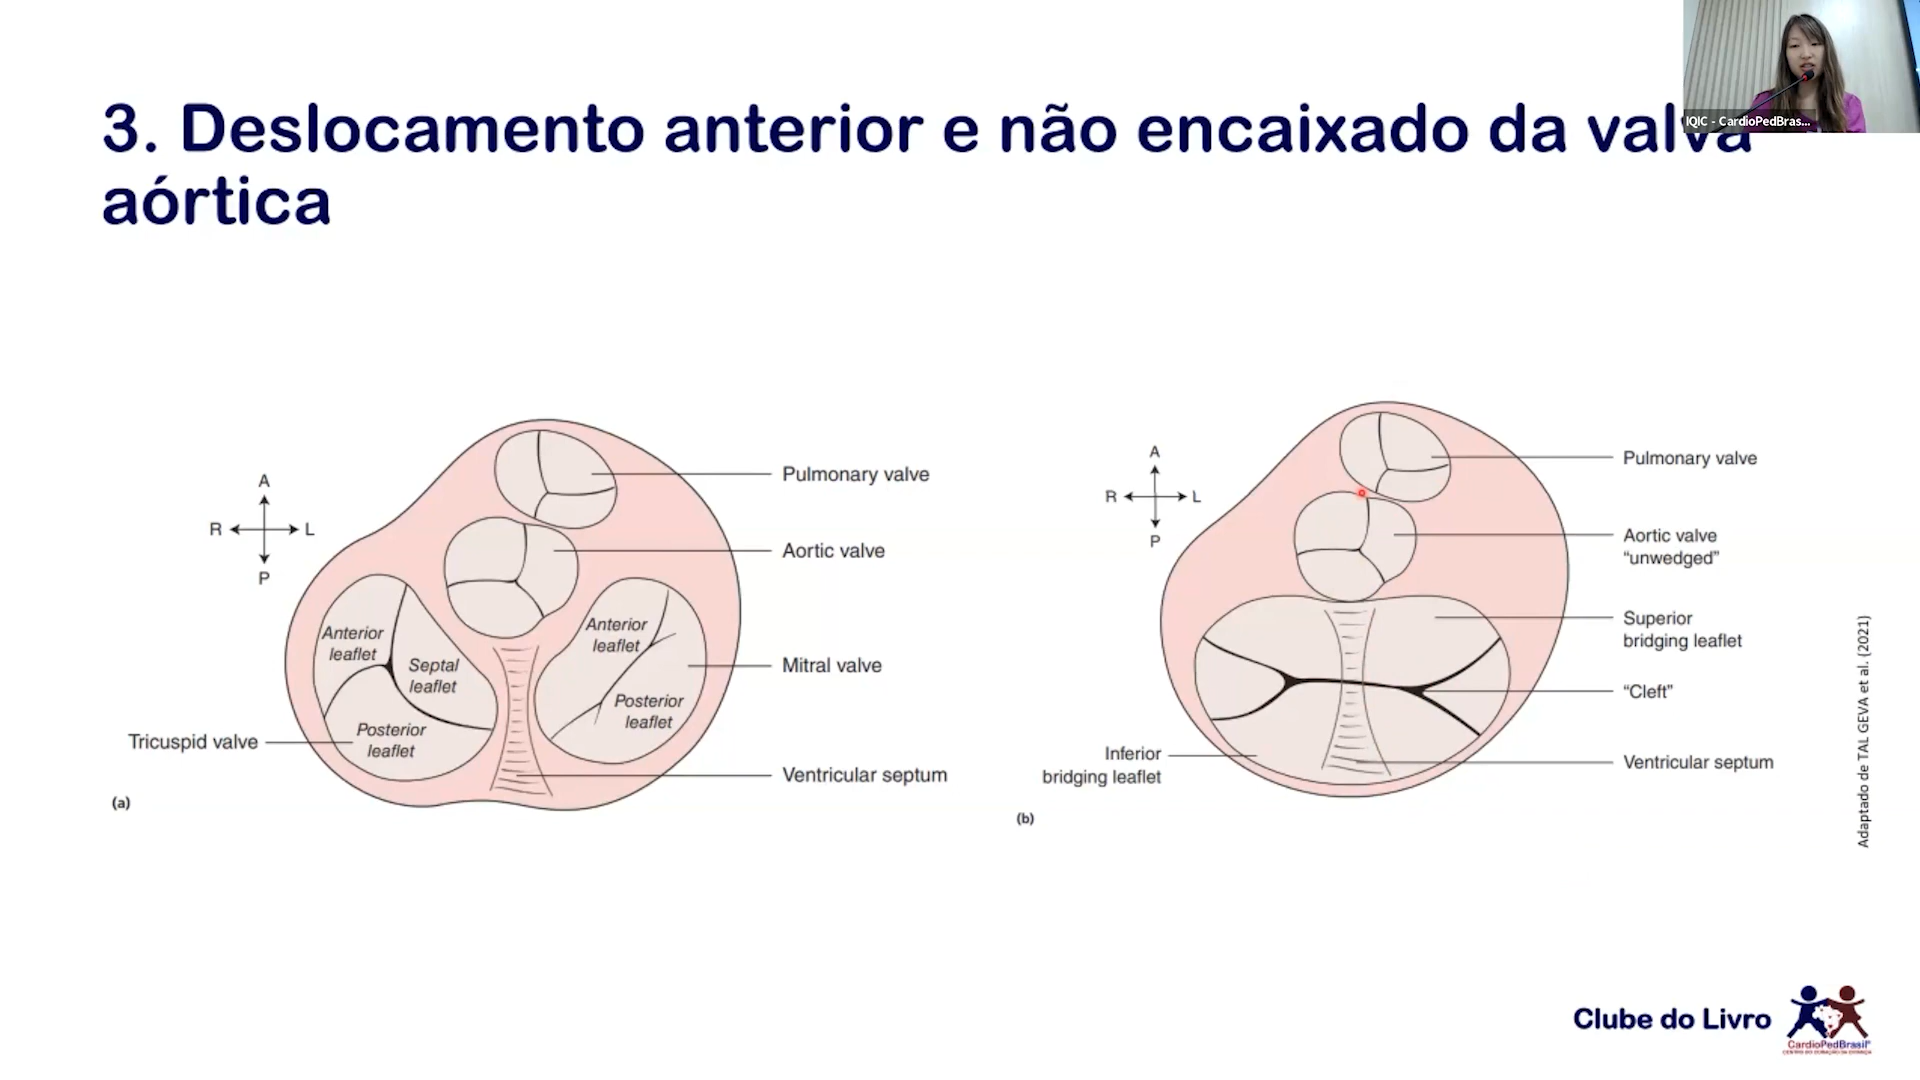 IQIC - CardioPedBras...
3. Deslocamento anterior e não encaixado da valva
aórtica
A
R
L
P
Pulmonary valve
Aortic valve
Anterior
leaflet
Septal
leaflet
Posterior
leaflet
Anterior
leaflet
Posterior
leaflet
Mitral valve
Tricuspid valve
Ventricular septum
(a)
A
R
L
P
Pulmonary valve
Aortic valve
“unwedged”
Superior
bridging leaflet
“Cleft”
Inferior
bridging leaflet
Ventricular septum
(b)
Adaptado de TAL GEVA et al. (2021)
Clube do Livro
CardioPedBrasil®